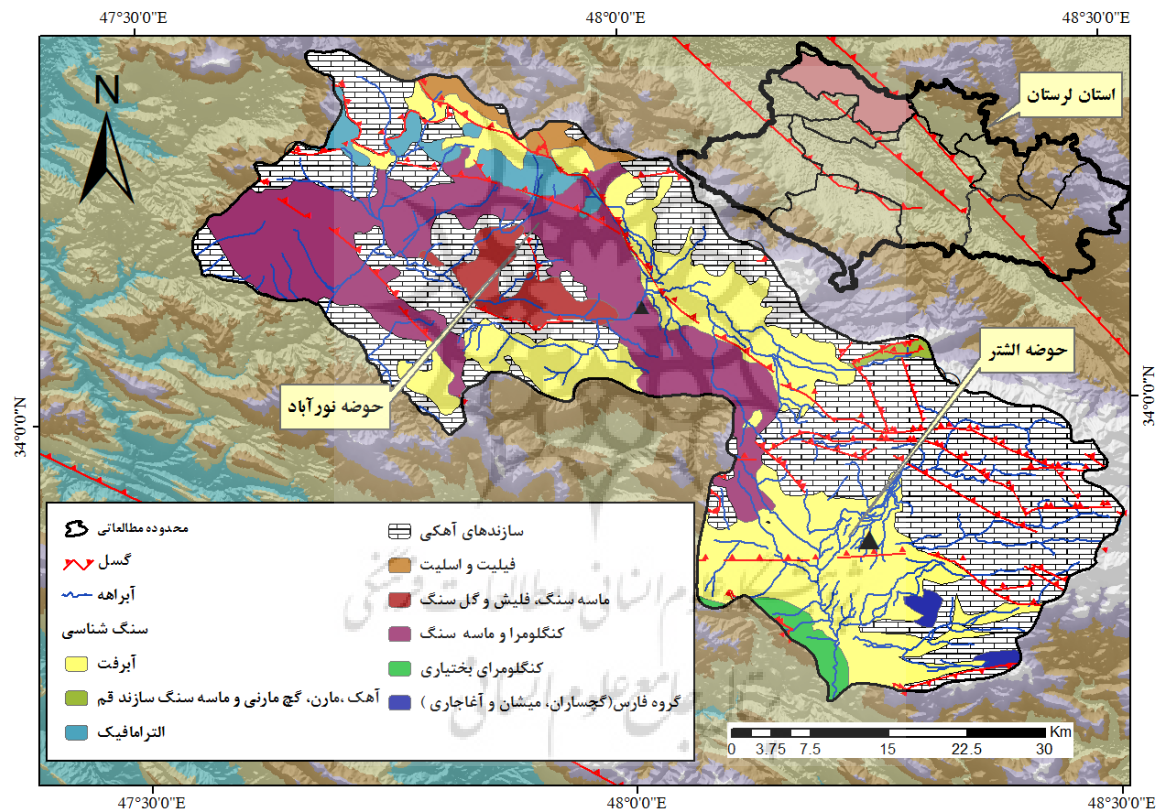 47°30'0"E
48°0'0"E
48°30'0"E
N
استان لرستان
حوضه الشتر
حوضه نورآباد
34°0'0"N
34°0'0"N
محدوده مطالعاتی
گسل
آبراهه
سنگ شناسی
آبرفت
آهک ،مارن، گچ مارنی و ماسه سنگ سازند قم
الترامافیک
سازندهای آهکی
فیلیت و اسلیت
ماسه سنگ، فلیش و گل سنگ
کنگلومرا و ماسه سنگ
کنگلومرای بختیاری
گروه فارس(گچساران، میشان و آغاجاری )
Km
0 3.75 7.5 15 22.5 30
47°30'0"E
48°0'0"E
48°30'0"E